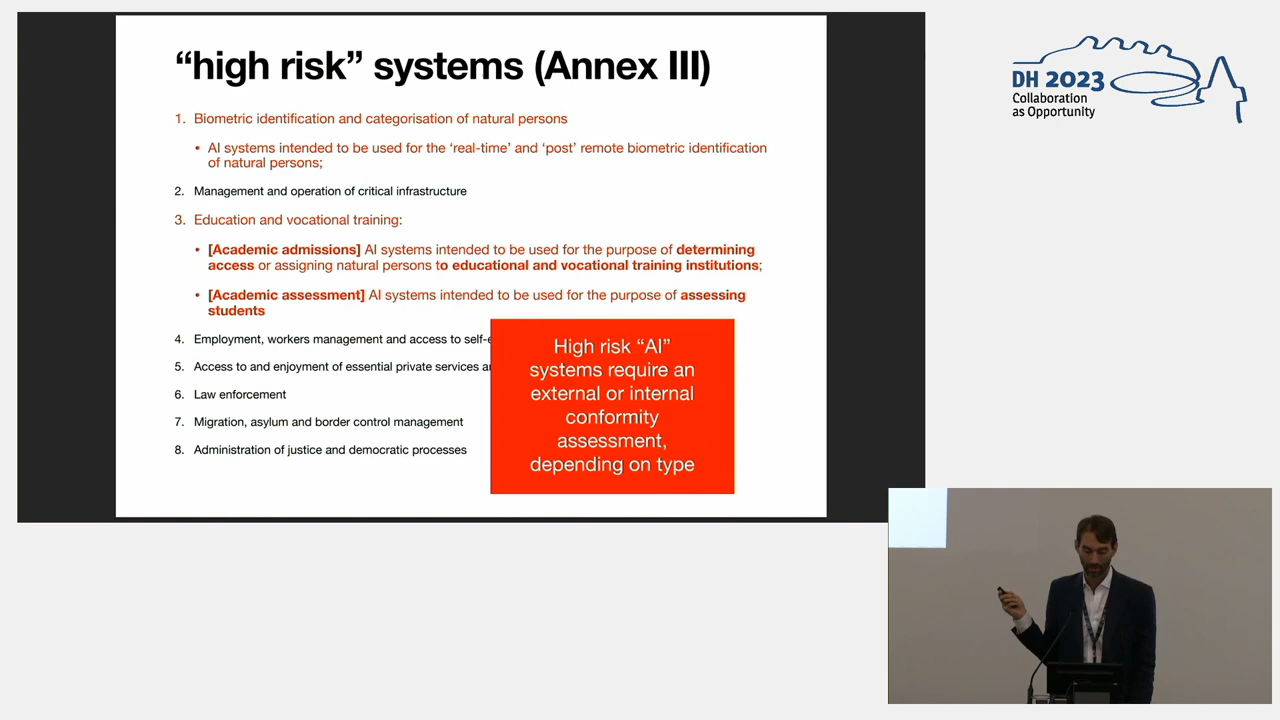 “high risk” systems (Annex III)
1. Biometric identification and categorisation of natural persons
• AI systems intended to be used for the ‘real-time’ and ‘post’ remote biometric identification
of natural persons;
2. Management and operation of critical infrastructure
3. Education and vocational training:
• [Academic admissions] AI systems intended to be used for the purpose of determining
access or assigning natural persons to educational and vocational training institutions;
• [Academic assessment] AI systems intended to be used for the purpose of assessing
students
4. Employment, workers management and access to self-e
5. Access to and enjoyment of essential private services a
6. Law enforcement
7. Migration, asylum and border control management
8. Administration of justice and democratic processes
High risk “AI”
systems require an
external or internal
conformity
assessment,
depending on type
DH 2023
Collaboration
as Opportunity